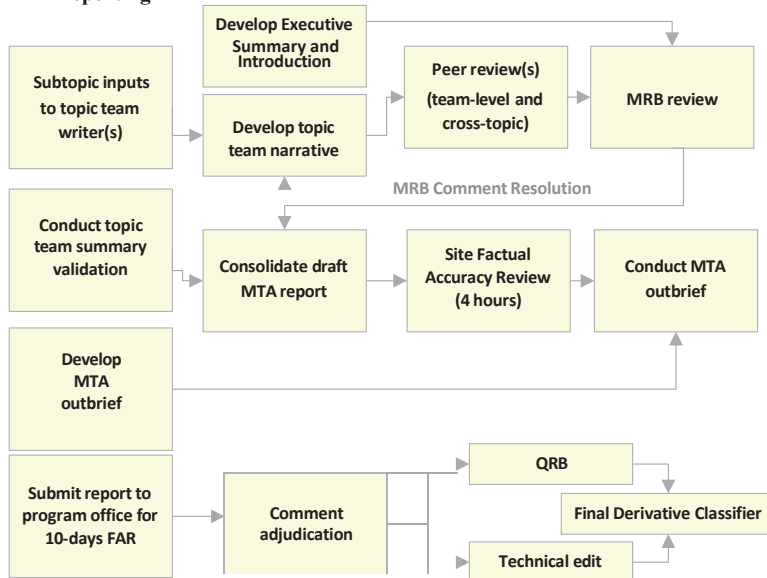 Develop Executive
Summary and
Introduction
Subtopic inputs
to topic team
writer(s)
Develop topic
team narrative
Peer review(s)
(team-level and
cross-topic)
MRB review
MRB Comment Resolution
Conduct topic
team summary
validation
Consolidate draft
MTA report
Site Factual
Accuracy Review
(4 hours)
Conduct MTA
outbrief
Develop
MTA
outbrief
Submit report to
program office for
10-days FAR
Comment
adjudication
QRB
Technical edit
Final Derivative Classifier